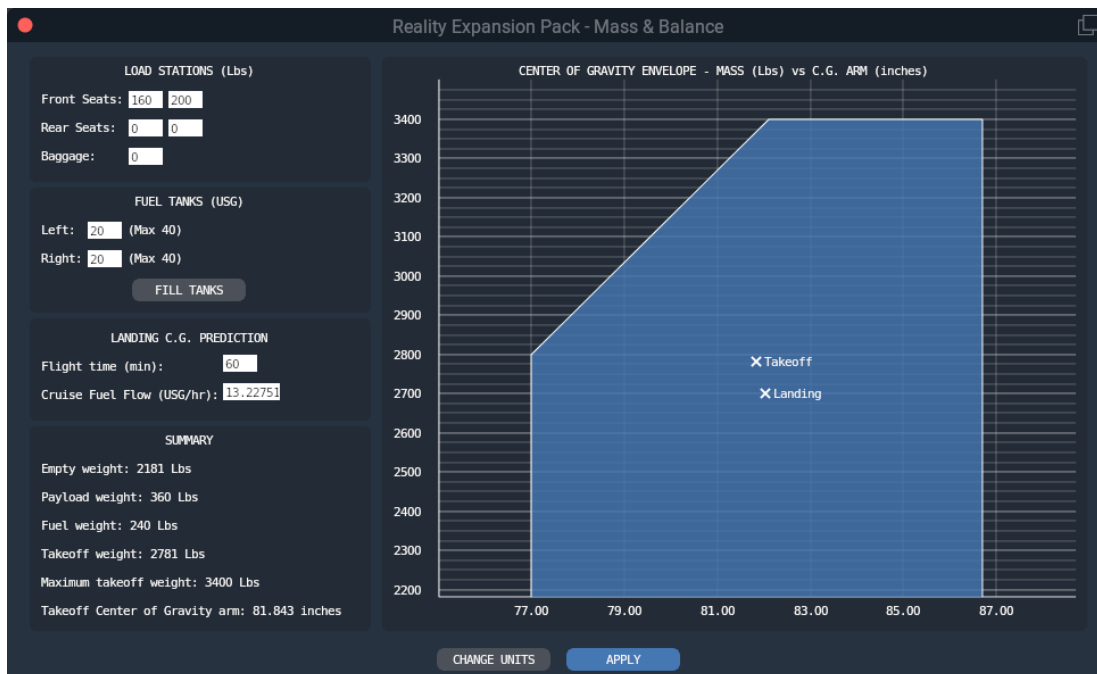 Reality Expansion Pack - Mass & Balance
LOAD STATIONS (Lbs)
Front Seats: 160 200
Rear Seats: 0 0
Baggage: 0
FUEL TANKS (USG)
Left: 20 (Max 40)
Right: 20 (Max 40)
FILL TANKS
LANDING C.G. PREDICTION
Flight time (min): 60
Cruise Fuel Flow (USG/hr): 13.22751
SUMMARY
Empty weight: 2181 Lbs
Payload weight: 360 Lbs
Fuel weight: 240 Lbs
Takeoff weight: 2781 Lbs
Maximum takeoff weight: 3400 Lbs
Takeoff Center of Gravity arm: 81.843 inches
CENTER OF GRAVITY ENVELOPE - MASS (Lbs) vs C.G. ARM (inches)
3400
3300
3200
3100
3000
2900
2800
Takeoff
2700
Landing
2600
2500
2400
2300
2200
77.00 79.00 81.00 83.00 85.00 87.00
CHANGE UNITS APPLY